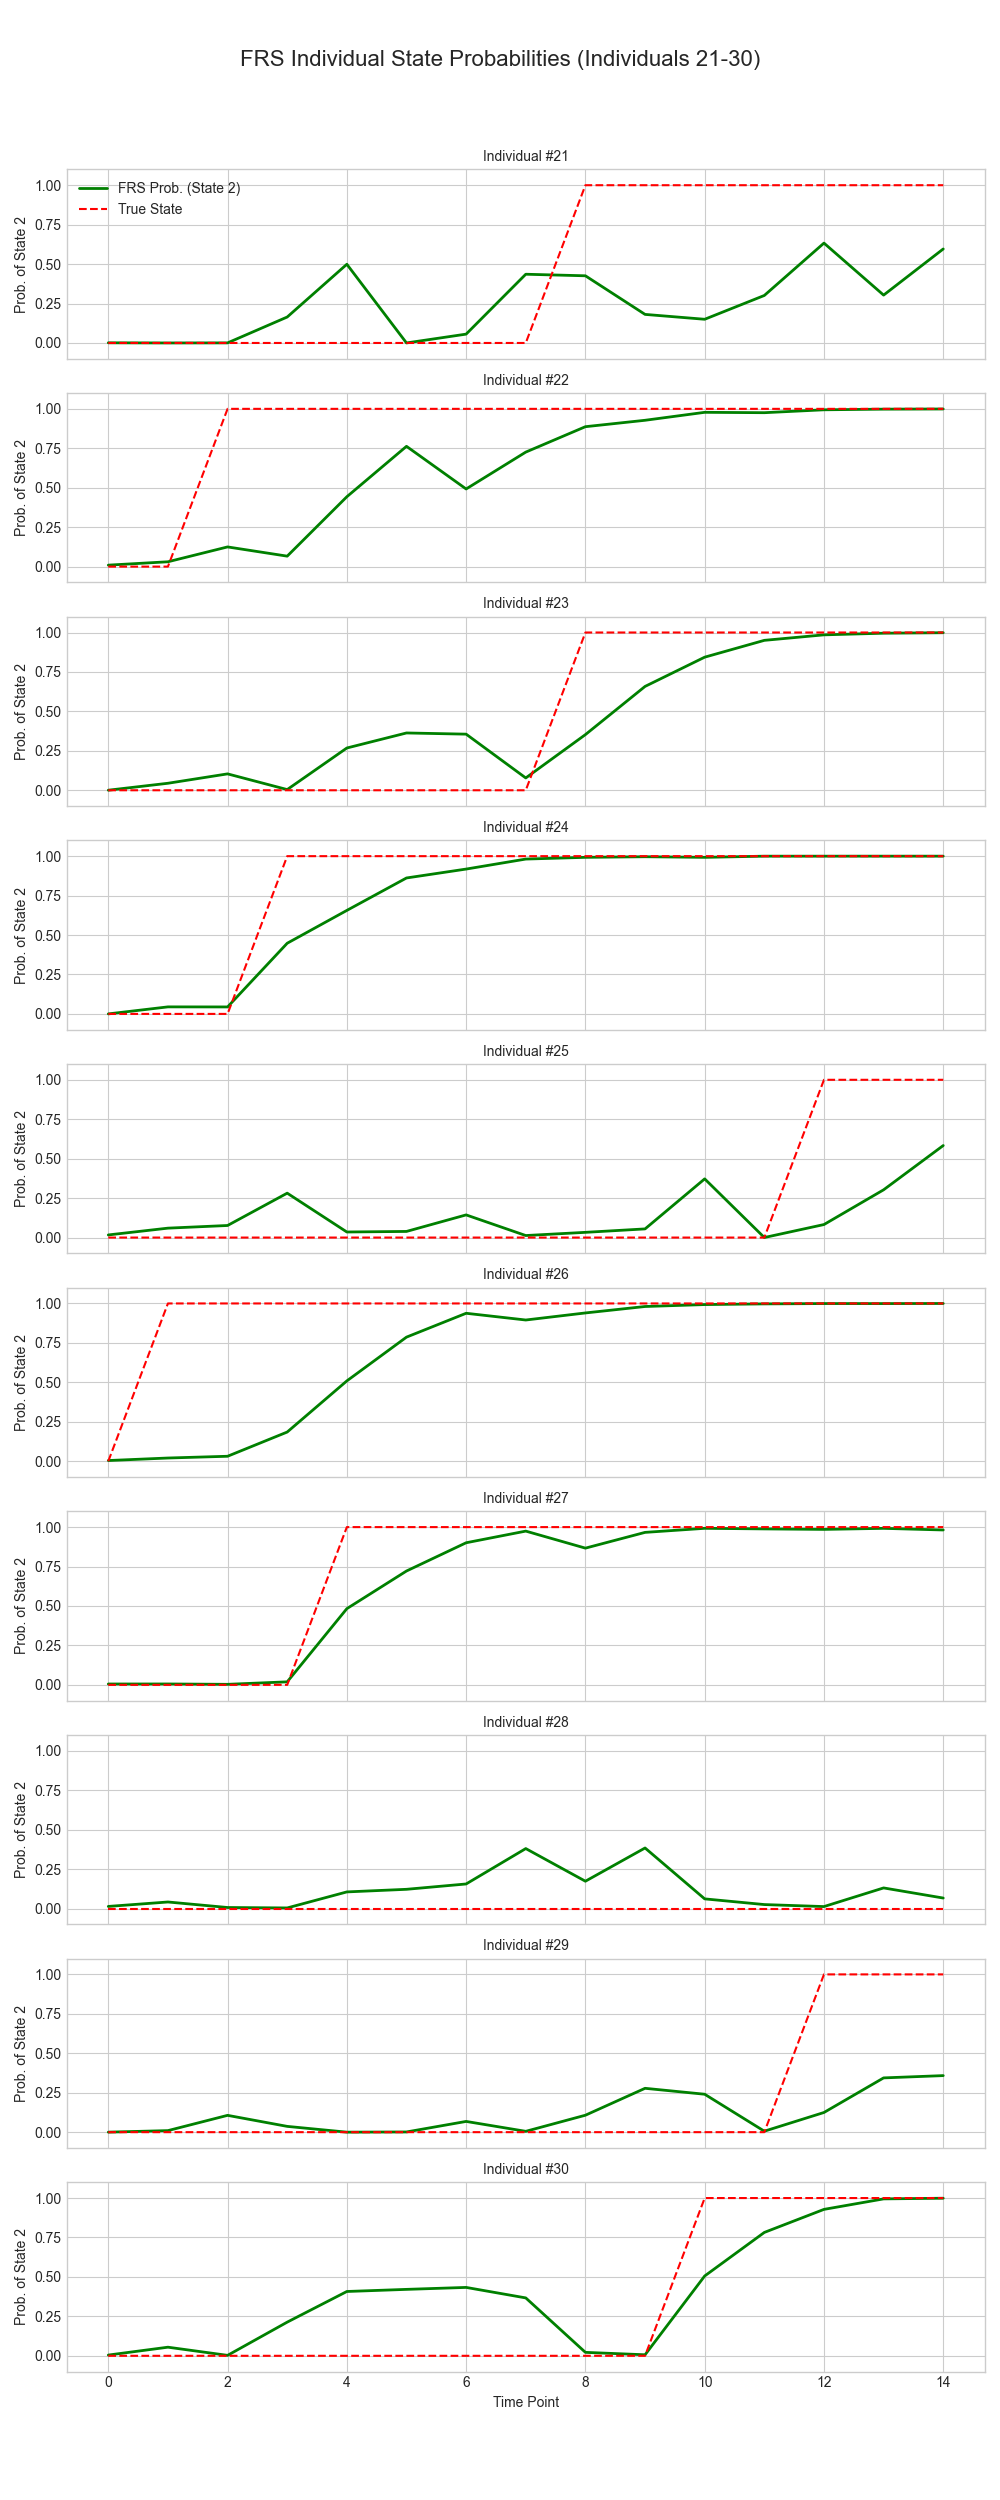 FRS Individual State Probabilities (Individuals 21-30)
Individual #21
Prob. of State 2
1.00
0.75
0.50
0.25
0.00
FRS Prob. (State 2)
True State
Individual #22
Prob. of State 2
1.00
0.75
0.50
0.25
0.00
Individual #23
Prob. of State 2
1.00
0.75
0.50
0.25
0.00
Individual #24
Prob. of State 2
1.00
0.75
0.50
0.25
0.00
Individual #25
Prob. of State 2
1.00
0.75
0.50
0.25
0.00
Individual #26
Prob. of State 2
1.00
0.75
0.50
0.25
0.00
Individual #27
Prob. of State 2
1.00
0.75
0.50
0.25
0.00
Individual #28
Prob. of State 2
1.00
0.75
0.50
0.25
0.00
Individual #29
Prob. of State 2
1.00
0.75
0.50
0.25
0.00
Individual #30
Prob. of State 2
1.00
0.75
0.50
0.25
0.00
0 2 4 6 8 10 12 14
Time Point